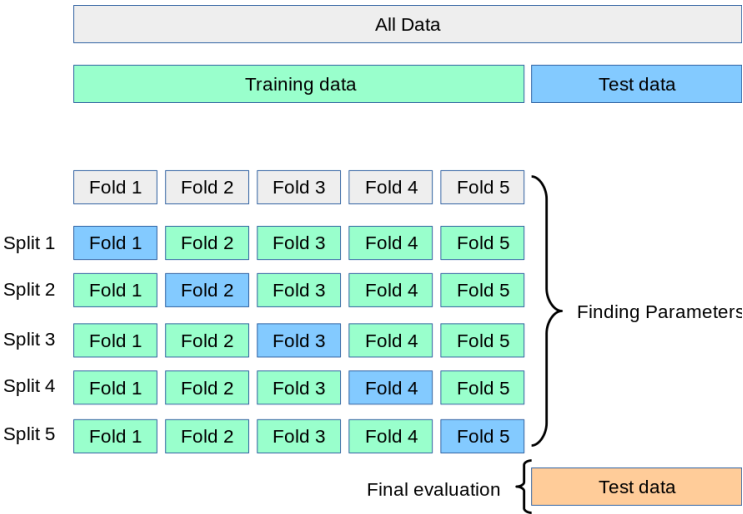 All Data
Training data Test data
Fold 1 Fold 2 Fold 3 Fold 4 Fold 5
Split 1 Fold 1 Fold 2 Fold 3 Fold 4 Fold 5
Split 2 Fold 1 Fold 2 Fold 3 Fold 4 Fold 5
Finding Parameters
Split 3 Fold 1 Fold 2 Fold 3 Fold 4 Fold 5
Split 4 Fold 1 Fold 2 Fold 3 Fold 4 Fold 5
Split 5 Fold 1 Fold 2 Fold 3 Fold 4 Fold 5
Final evaluation Test data